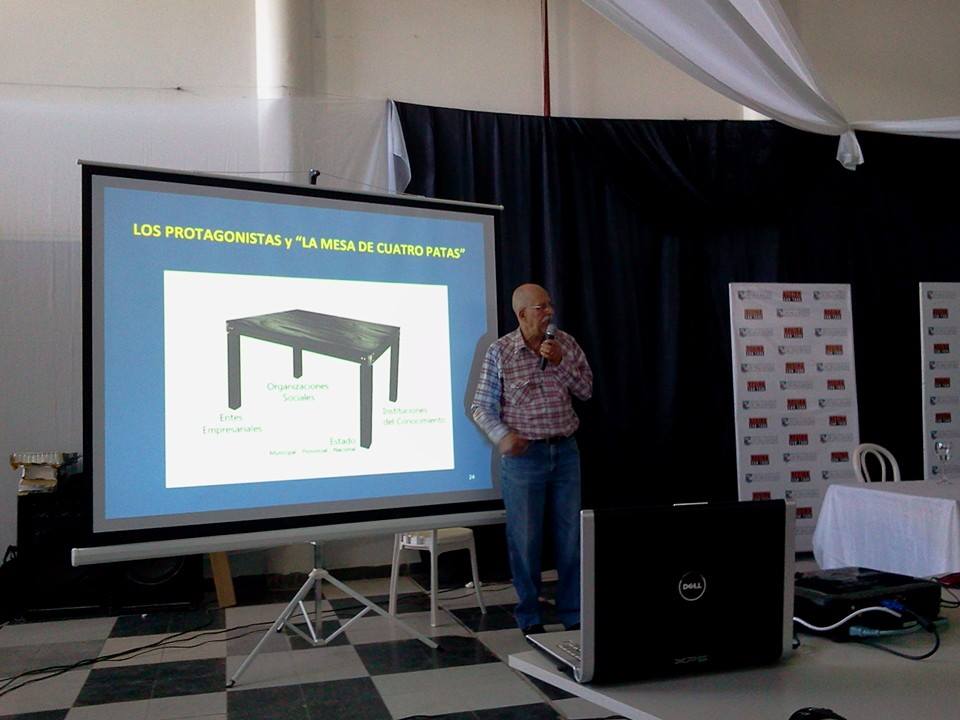 LOS PROTAGONISTAS y “LA MESA DE CUATRO PATAS”
Organizaciones
Sociales
Entes
Empresariales
Instituciones
del Conocimiento
Estado
Municipal Provincial Nacional
24
DELL
XPS